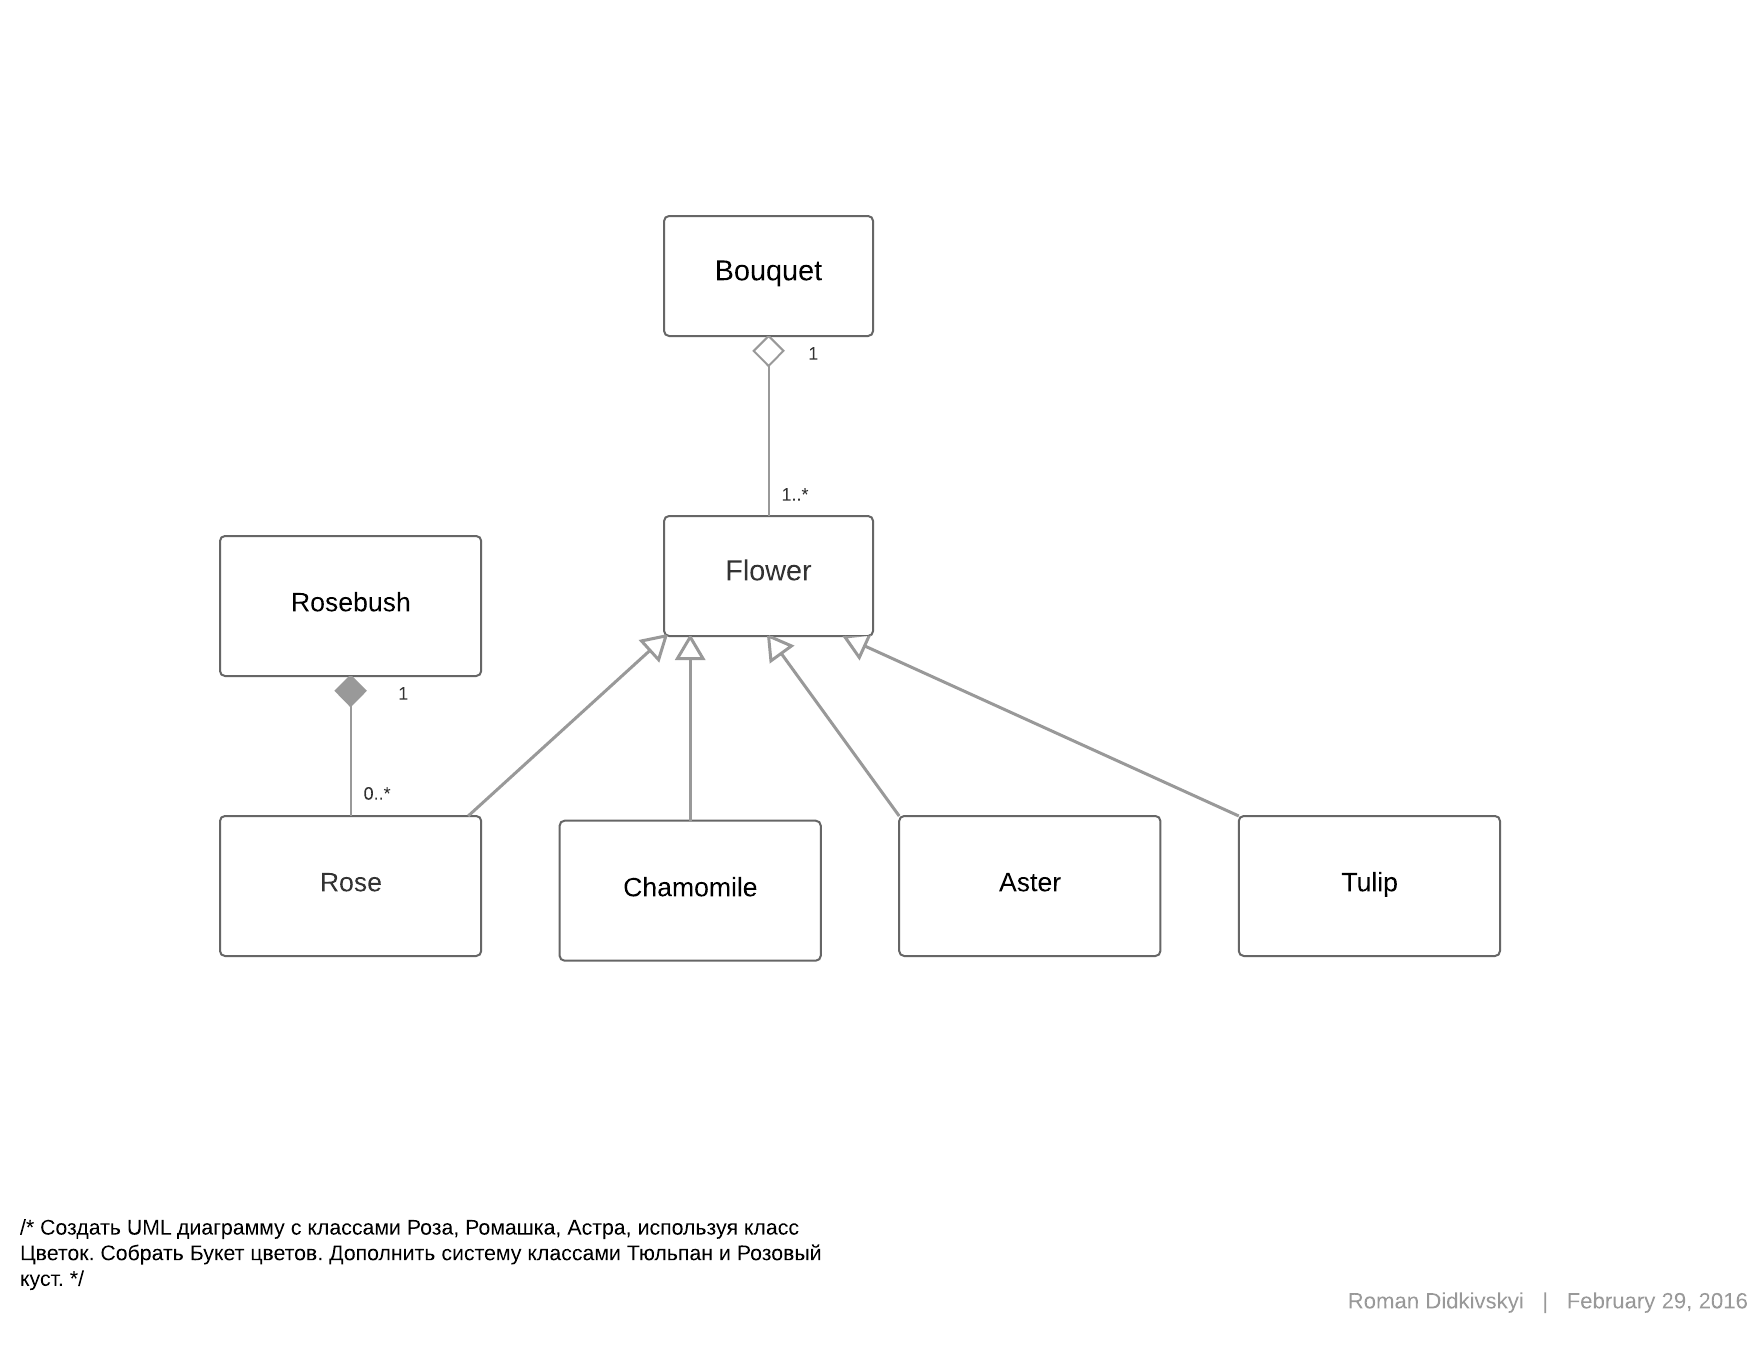 Bouquet
1
1..*
Flower
Rosebush
1
0..*
Rose
Chamomile
Aster
Tulip
/* Создать UML диаграмму с классами Роза, Ромашка, Астра, используя класс
Цветок. Собрать Букет цветов. Дополнить систему классами Тюльпан и Розовый
куст. */
Roman Didkivskyi | February 29, 2016